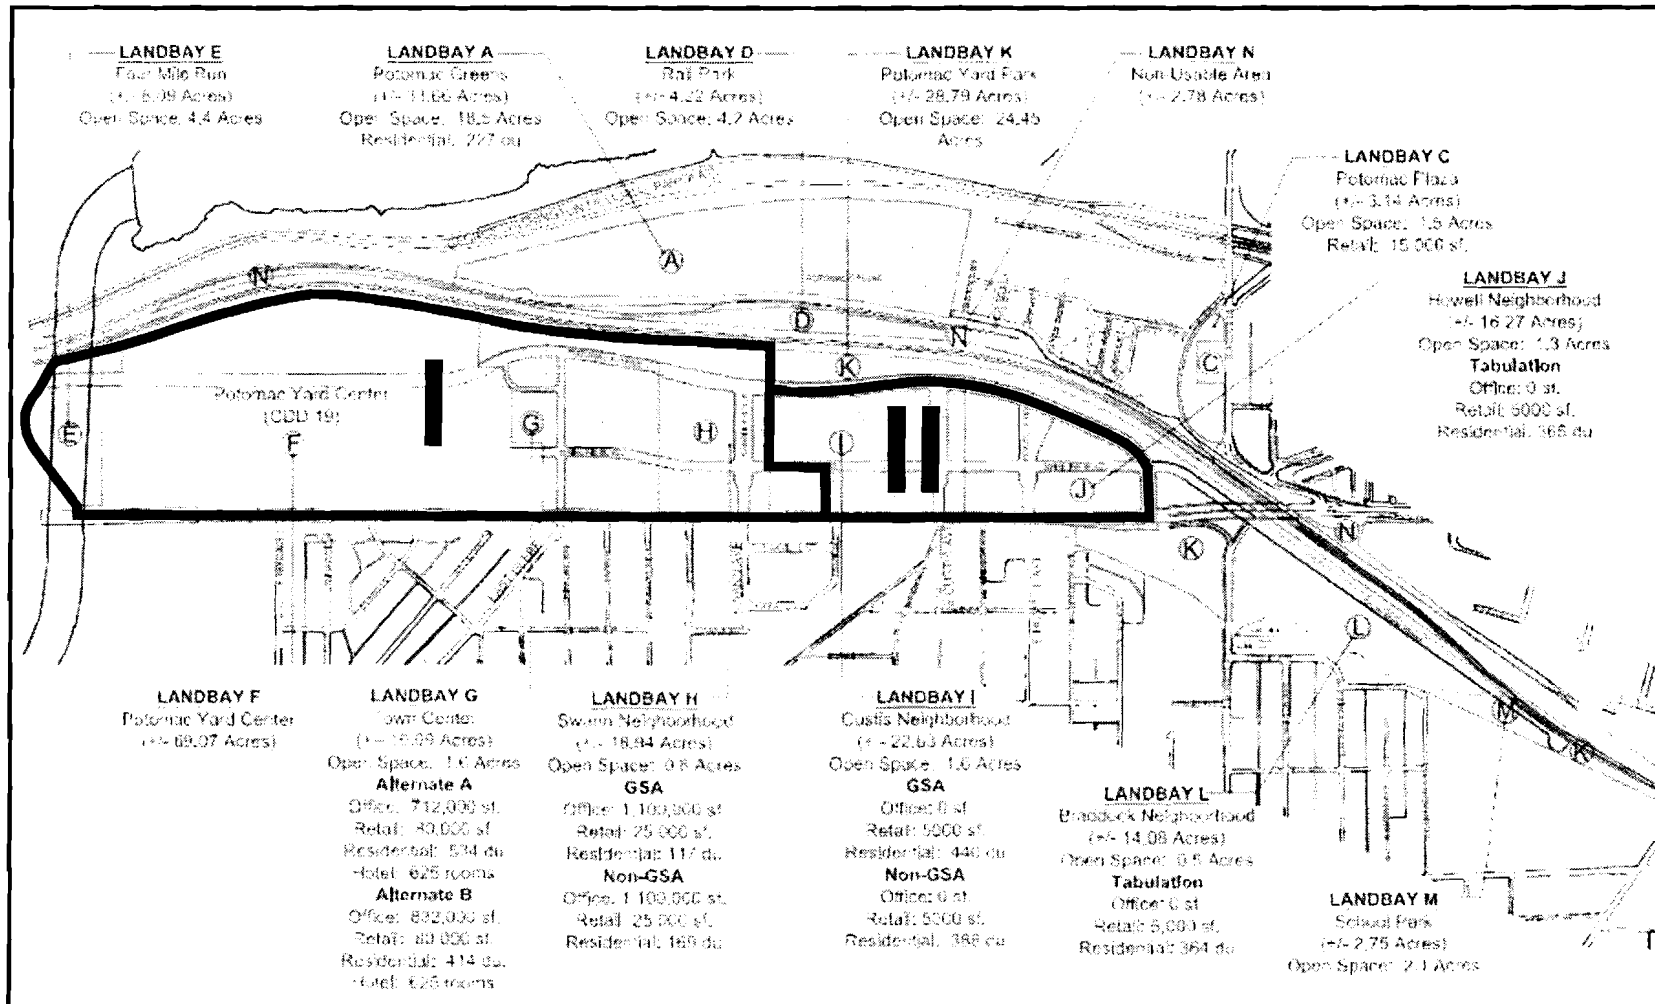 LANDBAY E
Four Mile Run
Acres)
Open Space: 4.4 Acres
LANDBAY A
Potomac Greens
Acres)
Open Space: 18.5 Acres
Residential: 227 du
LANDBAY D
Rail Park
(+/- 4.22 Acres)
Open Space: 4.2 Acres
LANDBAY K
Potomac Yard Park
(+/- 28.79 Acres)
Open Space: 24.45
Acres
LANDBAY N
Non-Usable Area
(+/- 2.78 Acres)
LANDBAY C
Potomac Plaza
(+/- 3.14 Acres)
Open Space: 1.5 Acres
Retail: 15,000 sf.
LANDBAY J
Howell Neighborhood
(+/- 16.27 Acres)
Open Space: 1.3 Acres
Tabulation
Office: 0 sf.
Retail: 5000 sf.
Residential: 365 du
N
A
D
N
K
C
Potomac Yard Center
(CDD 19)
I
E
F
G
H
I
II
J
K
N
L
M
K
LANDBAY F
Potomac Yard Center
(+/- 69.07 Acres)
LANDBAY G
Town Center
Acres)
Open Space: Acres
Alternate A
Office: 712,000 sf.
Retail: 80,000 sf.
Residential: 534 du
Hotel: 625 rooms
Alternate B
Office: 832,000 sf.
Retail: 80,000 sf.
Residential: 414 du.
Hotel: 625 rooms
LANDBAY H
Swann Neighborhood
(+/- 18.94 Acres)
Open Space: 0.8 Acres
GSA
Office: 1,100,000 sf.
Retail: 25,000 sf.
Residential: 117 du.
Non-GSA
Office: 1,100,000 sf.
Retail: 25,000 sf.
Residential: 169 du
LANDBAY I
Custis Neighborhood
(+/- 22.63 Acres)
Open Space: Acres
GSA
Office: 0 sf
Retail: 5000 sf.
Residential: 440 du
Non-GSA
Office: 0 sf.
Retail: 5000 sf.
Residential: 388 du
LANDBAY L
Braddock Neighborhood
(+/- 14.08 Acres)
Open Space: Acres
Tabulation
Office: 0 sf
Retail: 5,000 sf.
Residential: 364 du
LANDBAY M
School Park
(+/- 2.75 Acres)
Open Space: Acres